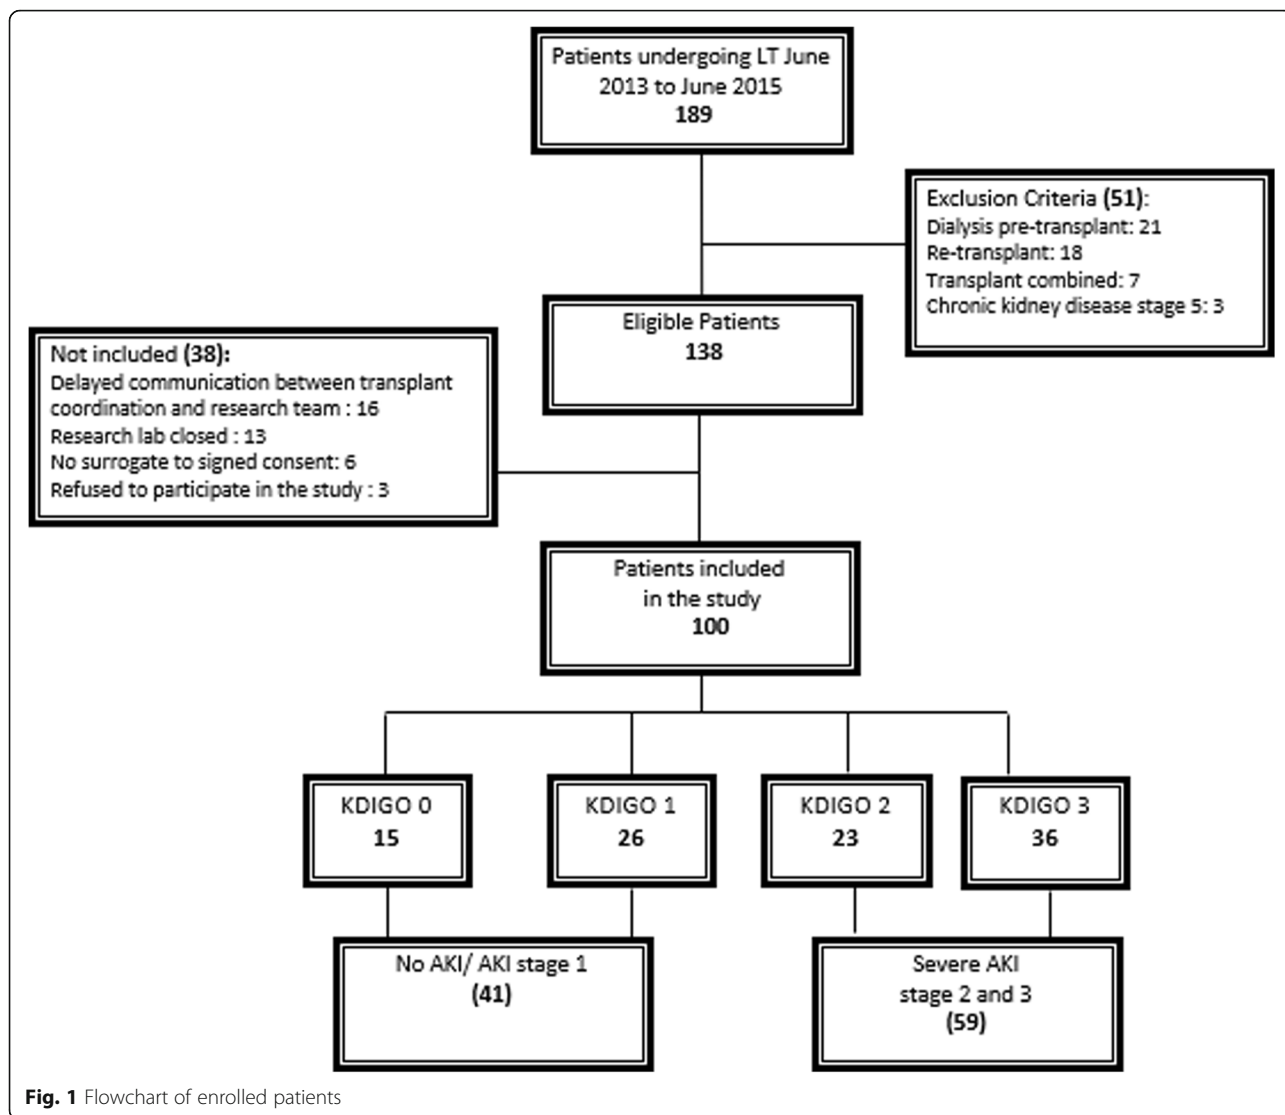 Patients undergoing LT June
2013 to June 2015
189
Exclusion Criteria (51):
Dialysis pre-transplant: 21
Re-transplant: 18
Transplant combined: 7
Chronic kidney disease stage 5: 3
Eligible Patients
138
Not included (38):
Delayed communication between transplant
coordination and research team : 16
Research lab closed : 13
No surrogate to signed consent: 6
Refused to participate in the study : 3
Patients included
in the study
100
KDIGO 0
15
KDIGO 1
26
KDIGO 2
23
KDIGO 3
36
No AKI/ AKI stage 1
(41)
Severe AKI
stage 2 and 3
(59)
Fig. 1 Flowchart of enrolled patients